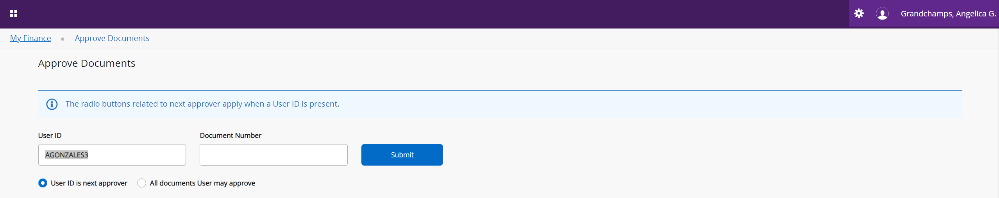 Grandchamps, Angelica G.
My Finance • Approve Documents
Approve Documents
The radio buttons related to next approver apply when a User ID is present.
User ID Document Number
AGONZALES3 Submit
User ID is next approver All documents User may approve